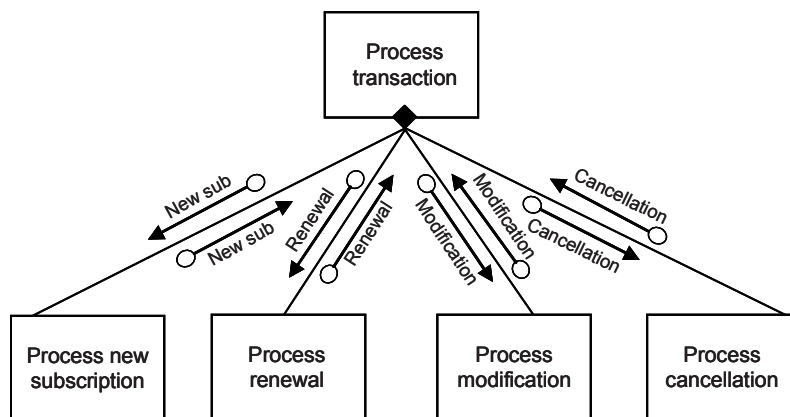 Process
transaction
New sub
New sub
Renewal
Renewal
Modification
Modification
Cancellation
Cancellation
Process new
subscription
Process
renewal
Process
modification
Process
cancellation